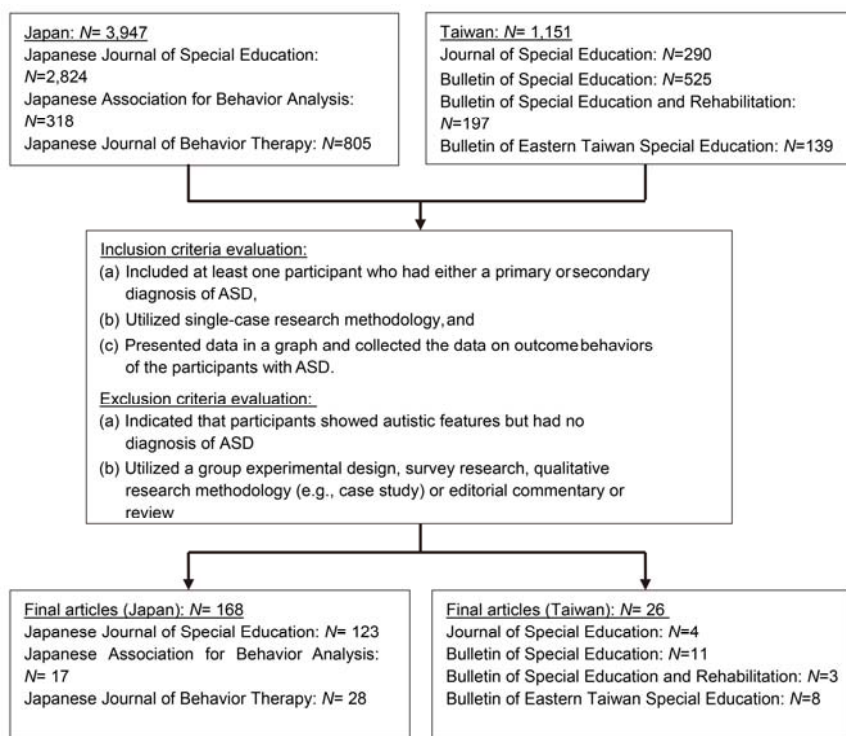 Japan: N= 3,947
Japanese Journal of Special Education:
N=2,824
Japanese Association for Behavior Analysis:
N=318
Japanese Journal of Behavior Therapy: N=805
Taiwan: N= 1,151
Journal of Special Education: N=290
Bulletin of Special Education: N=525
Bulletin of Special Education and Rehabilitation:
N=197
Bulletin of Eastern Taiwan Special Education: N=139
Inclusion criteria evaluation:
(a) Included at least one participant who had either a primary orsecondary
diagnosis of ASD,
(b) Utilized single-case research methodology,and
(c) Presented data in a graph and collected the data on outcomebehaviors
of the participants with ASD.
Exclusion criteria evaluation:
(a) Indicated that participants showed autistic features but had no
diagnosis of ASD
(b) Utilized a group experimental design, survey research, qualitative
research methodology (e.g., case study) or editorial commentary or
review
Final articles (Japan): N= 168
Japanese Journal of Special Education: N= 123
Japanese Association for Behavior Analysis:
N= 17
Japanese Journal of Behavior Therapy: N= 28
Final articles (Taiwan): N= 26
Journal of Special Education: N=4
Bulletin of Special Education: N=11
Bulletin of Special Education and Rehabilitation: N=3
Bulletin of Eastern Taiwan Special Education: N=8